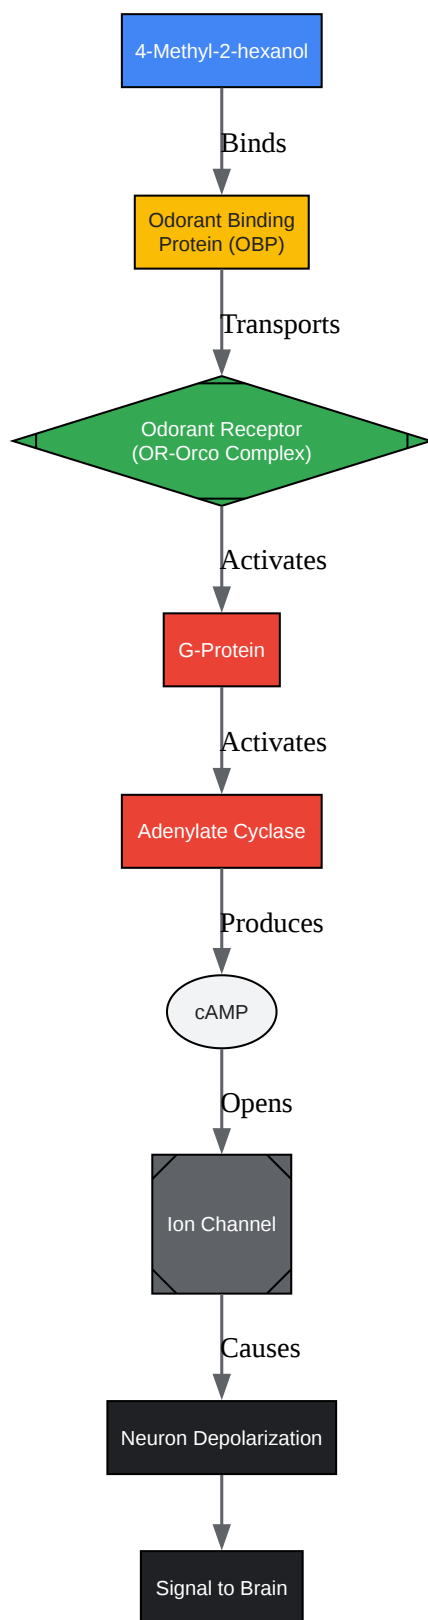 4-Methyl-2-hexanol
Binds
Odorant Binding
Protein (OBP)
Transports
Odorant Receptor
(OR-Orco Complex)
Activates
G-Protein
Activates
Adenylate Cyclase
Produces
cAMP
Opens
Ion Channel
Causes
Neuron Depolarization
Signal to Brain